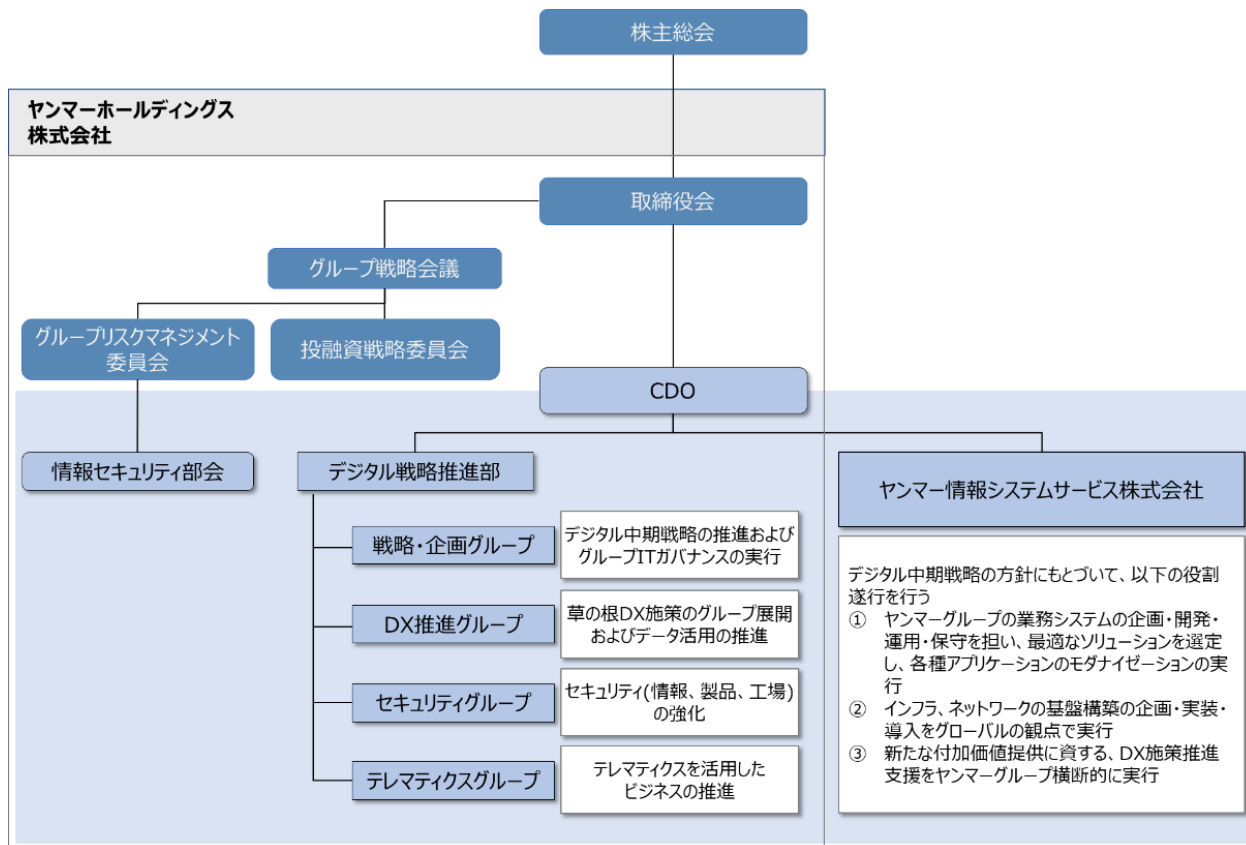 株主総会
ヤンマーホールディングス
株式会社
取締役会
グループ戦略会議
グループリスクマネジメント
委員会
投融資戦略委員会
CDO
情報セキュリティ部会
デジタル戦略推進部
ヤンマー情報システムサービス株式会社
戦略・企画グループ
デジタル中期戦略の推進および
グループITガバナンスの実行
DX推進グループ
草の根DX施策のグループ展開
およびデータ活用の推進
セキュリティグループ
セキュリティ(情報、製品、工場)
の強化
テレマティクスグループ
テレマティクスを活用した
ビジネスの推進
デジタル中期戦略の方針にもとづいて、以下の役割
遂行を行う
① ヤンマーグループの業務システムの企画・開発・
運用・保守を担い、最適なソリューションを選定
し、各種アプリケーションのモダナイゼーションの実
行
② インフラ、ネットワークの基盤構築の企画・実装・
導入をグローバルの観点で実行
③ 新たな付加価値提供に資する、DX施策推進
支援をヤンマーグループ横断的に実行